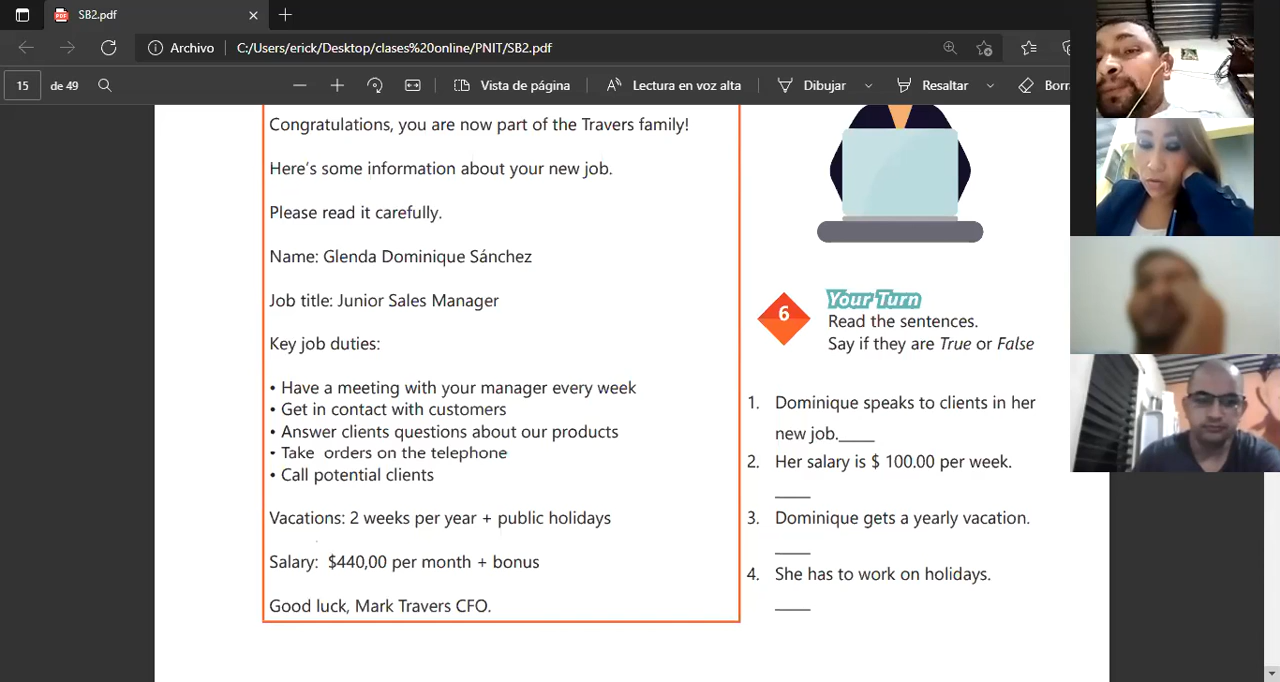 SB2.pdf
Archivo
C:/Users/erick/Desktop/clases%20online/PNIT/SB2.pdf
15
de 49
Vista de página
Lectura en voz alta
Dibujar
Resaltar
Borra
Congratulations, you are now part of the Travers family!
Here's some information about your new job.
Please read it carefully.
Name: Glenda Dominique Sánchez
Job title: Junior Sales Manager
Key job duties:
• Have a meeting with your manager every week
• Get in contact with customers
• Answer clients questions about our products
• Take orders on the telephone
• Call potential clients
Vacations: 2 weeks per year + public holidays
Salary: $440,00 per month + bonus
Good luck, Mark Travers CFO.
6
Your Turn
Read the sentences.
Say if they are True or False
1. Dominique speaks to clients in her
new job.____
2. Her salary is $ 100.00 per week.
____
3. Dominique gets a yearly vacation.
____
4. She has to work on holidays.
____